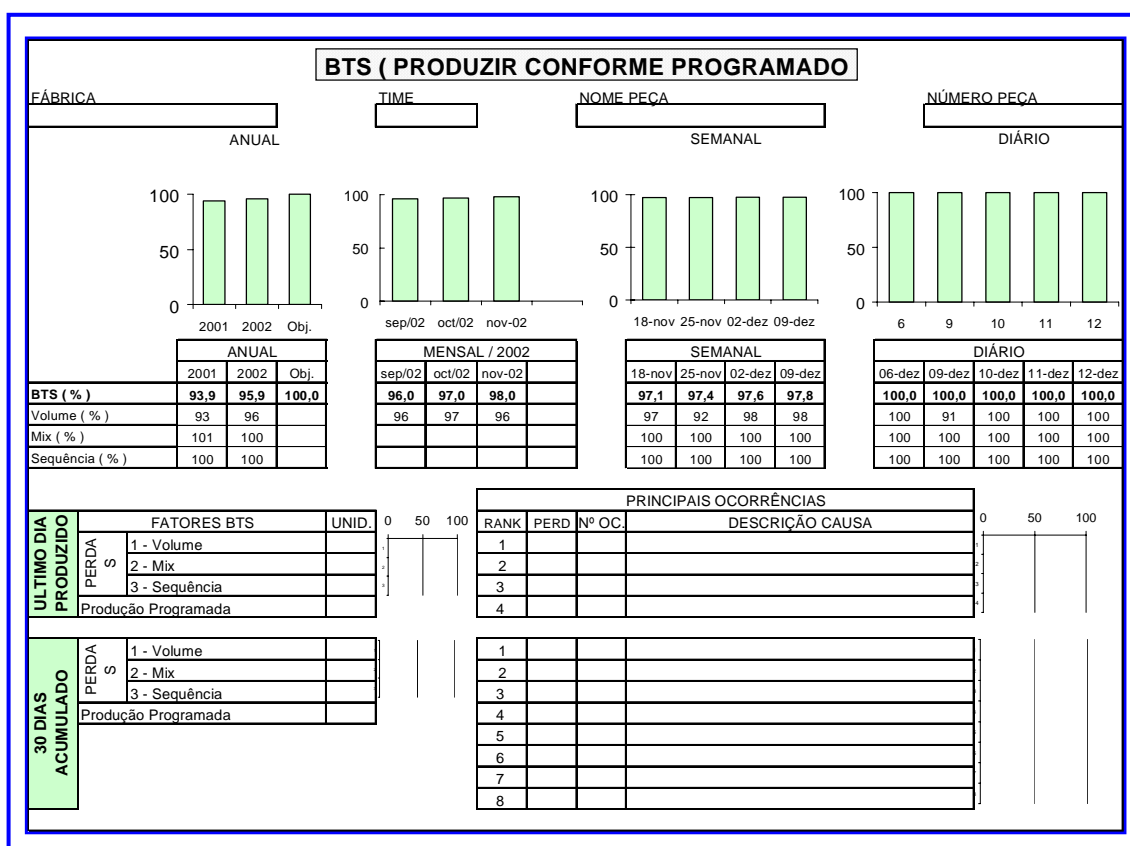 BTS ( PRODUZIR CONFORME PROGRAMADO
FÁBRICA TIME NOME PEÇA NÚMERO PEÇA
ANUAL SEMANAL DIÁRIO
100 100 100 100
50 50 50 50
0 0 0 0
2001 2002 Obj. sep/02 oct/02 nov-02 18-nov 25-nov 02-dez 09-dez 6 9 10 11 12
ANUAL MENSAL / 2002 SEMANAL DIÁRIO
2001 2002 Obj. sep/02 oct/02 nov-02 18-nov 25-nov 02-dez 09-dez 06-dez 09-dez 10-dez 11-dez 12-dez
BTS ( % ) 93,9 95,9 100,0 96,0 97,0 98,0 97,1 97,4 97,6 97,8 100,0 100,0 100,0 100,0 100,0
Volume ( % ) 93 96 96 97 96 97 92 98 98 100 91 100 100 100
Mix ( % ) 101 100 100 100 100 100 100 100 100 100 100
Sequência ( % ) 100 100 100 100 100 100 100 100 100 100 100
PRINCIPAIS OCORRÊNCIAS
ULTIMO DIA PRODUZIDO
FATORES BTS UNID. 0 50 100 RANK PERD Nº OC. DESCRIÇÃO CAUSA 0 50 100
PERDA S
1 - Volume 1
2 - Mix 2
3 - Sequência 3
Produção Programada 4
30 DIAS ACUMULADO
PERDA S
1 - Volume 1
2 - Mix 2
3 - Sequência 3
Produção Programada 4
5
6
7
8